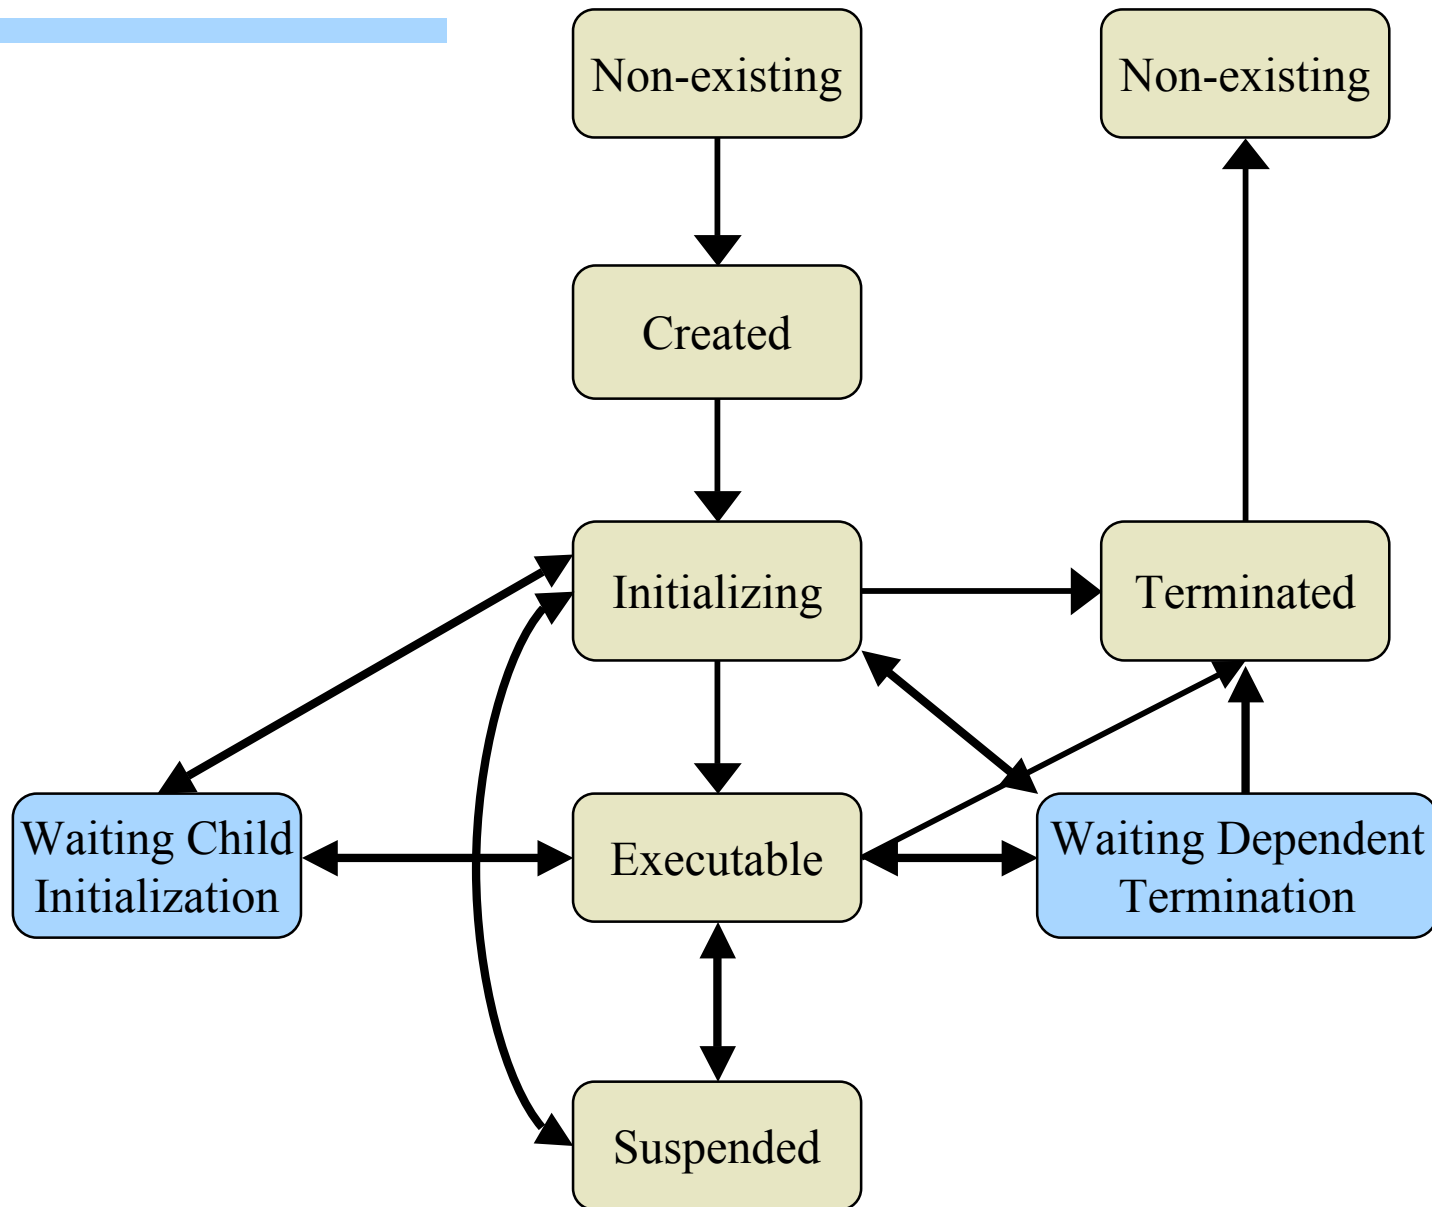 Non-existing
Non-existing
Created
Initializing
Terminated
Waiting Child
Initialization
Executable
Waiting Dependent
Termination
Suspended